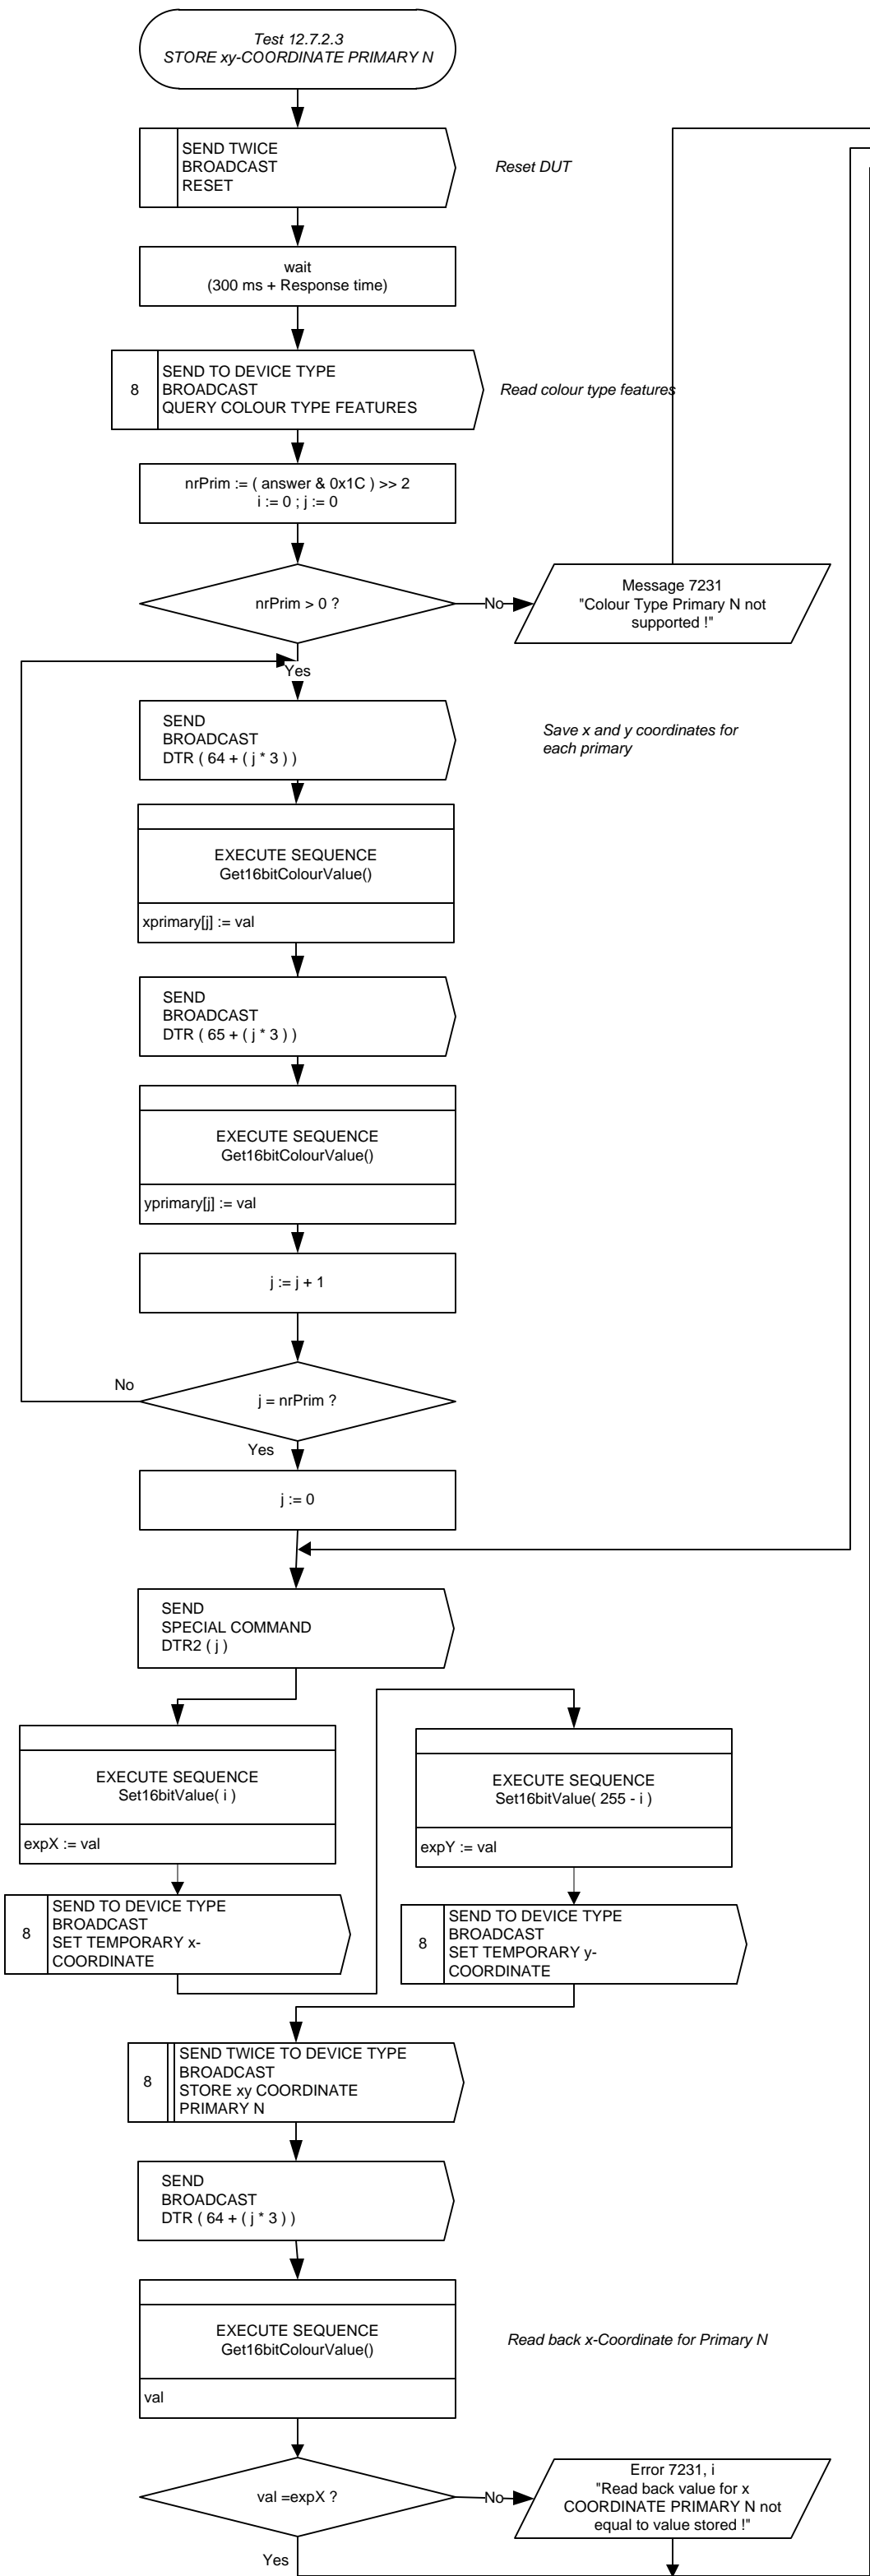 Test 12.7.2.3
STORE xy-COORDINATE PRIMARY N
SEND TWICE
BROADCAST
RESET
Reset DUT
wait
(300 ms + Response time)
8
SEND TO DEVICE TYPE
BROADCAST
QUERY COLOUR TYPE FEATURES
Read colour type features
nrPrim := ( answer & 0x1C ) >> 2
i := 0 ; j := 0
nrPrim > 0 ?
No
Message 7231
"Colour Type Primary N not
supported !"
Yes
SEND
BROADCAST
DTR ( 64 + ( j * 3 ) )
Save x and y coordinates for
each primary
EXECUTE SEQUENCE
Get16bitColourValue()
xprimary[j] := val
SEND
BROADCAST
DTR ( 65 + ( j * 3 ) )
EXECUTE SEQUENCE
Get16bitColourValue()
yprimary[j] := val
j := j + 1
No
j = nrPrim ?
Yes
j := 0
SEND
SPECIAL COMMAND
DTR2 ( j )
EXECUTE SEQUENCE
Set16bitValue( i )
expX := val
8
SEND TO DEVICE TYPE
BROADCAST
SET TEMPORARY x-
COORDINATE
EXECUTE SEQUENCE
Set16bitValue( 255 - i )
expY := val
8
SEND TO DEVICE TYPE
BROADCAST
SET TEMPORARY y-
COORDINATE
8
SEND TWICE TO DEVICE TYPE
BROADCAST
STORE xy COORDINATE
PRIMARY N
SEND
BROADCAST
DTR ( 64 + ( j * 3 ) )
EXECUTE SEQUENCE
Get16bitColourValue()
val
Read back x-Coordinate for Primary N
val =expX ?
No
Error 7231, i
"Read back value for x
COORDINATE PRIMARY N not
equal to value stored !"
Yes